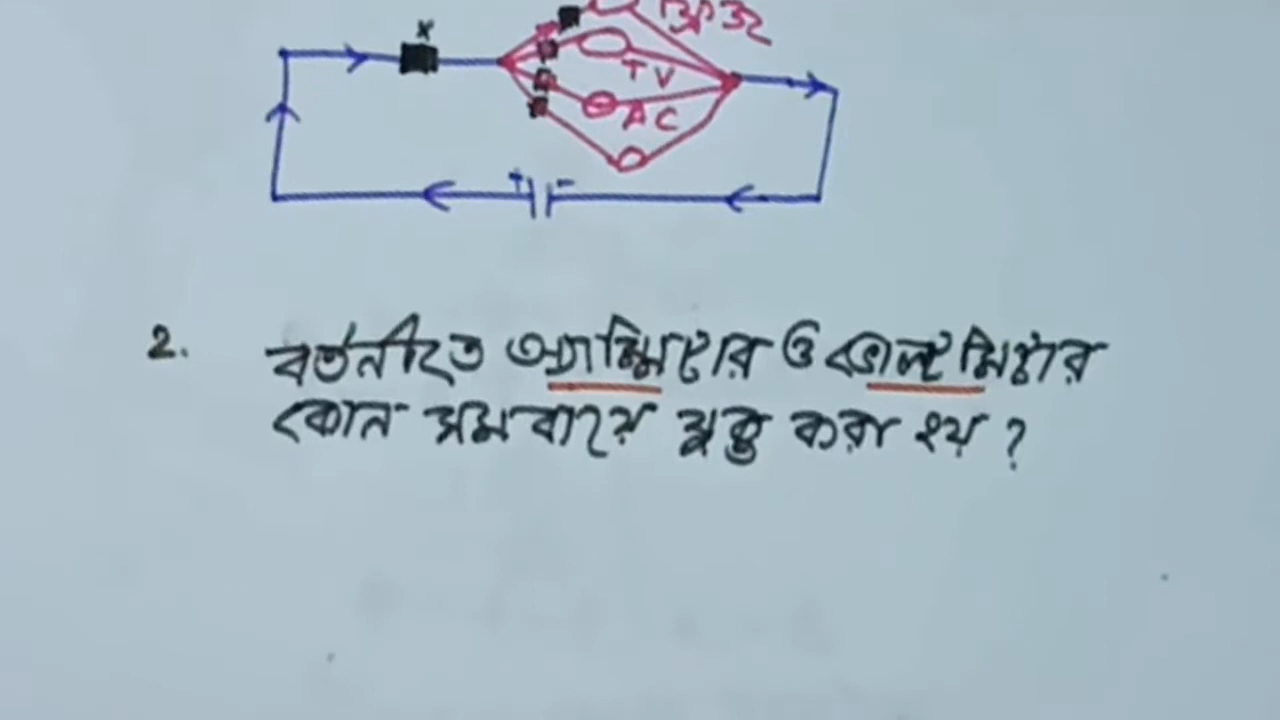 x
TV
AC
+ -
2. বর্তনীতে অ্যামিটার ও ভোল্টমিটার
কোন সমবায়ে যুক্ত করা হয় ?